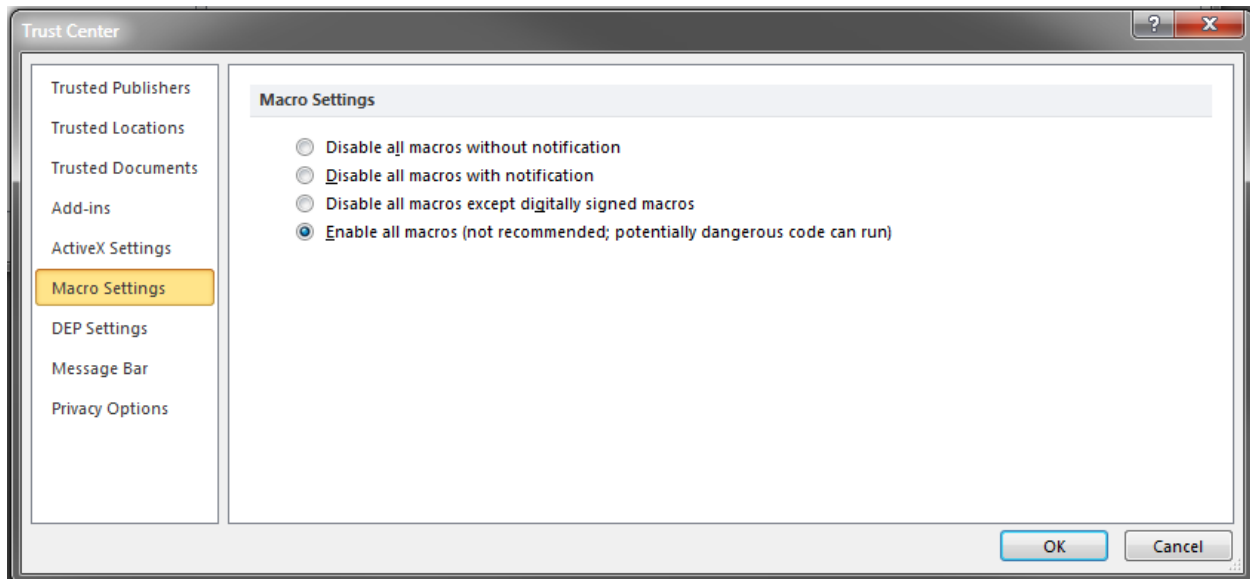 Trust Center
Trusted Publishers
Trusted Locations
Trusted Documents
Add-ins
ActiveX Settings
Macro Settings
DEP Settings
Message Bar
Privacy Options
Macro Settings
Disable all macros without notification
Disable all macros with notification
Disable all macros except digitally signed macros
Enable all macros (not recommended; potentially dangerous code can run)
OK
Cancel